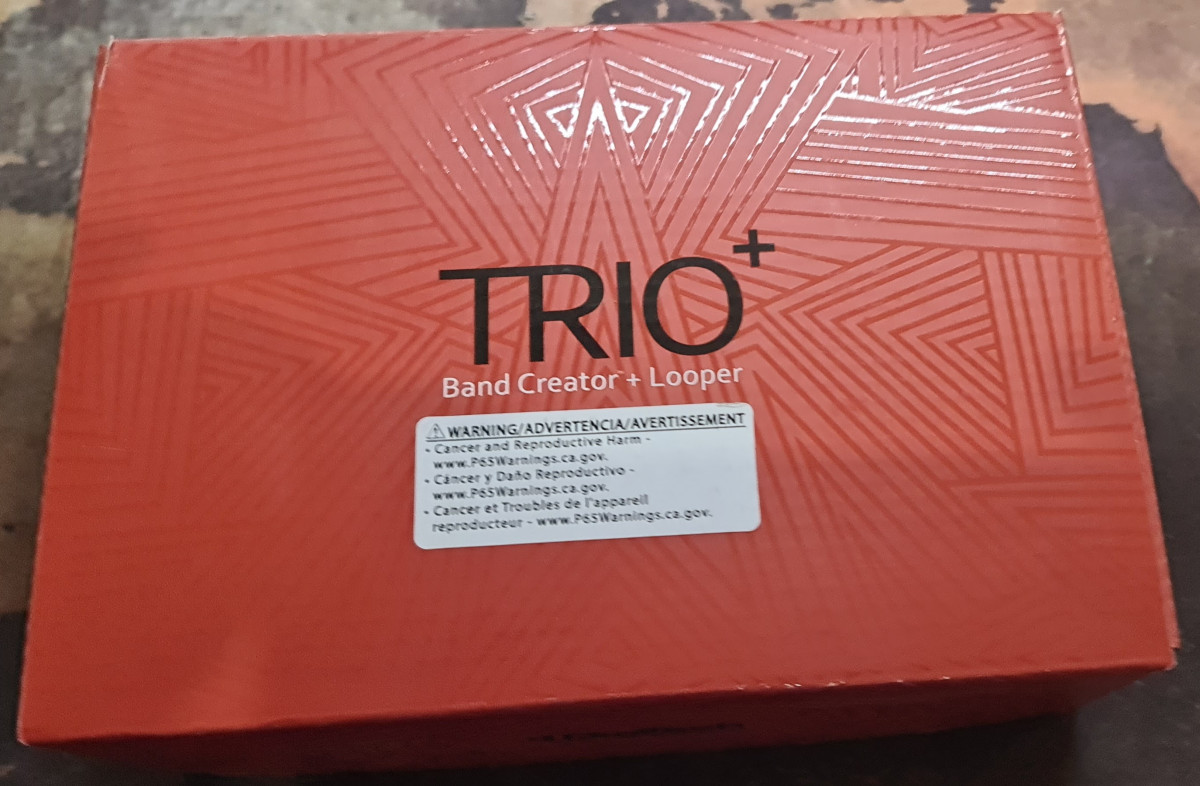 TRIO+
Band Creator™ + Looper
⚠ WARNING/ADVERTENCIA/AVERTISSEMENT
• Cancer and Reproductive Harm -
www.P65Warnings.ca.gov.
• Cáncer y Daño Reproductivo -
www.P65Warnings.ca.gov.
• Cancer et Troubles de l'appareil
reproducteur - www.P65Warnings.ca.gov.